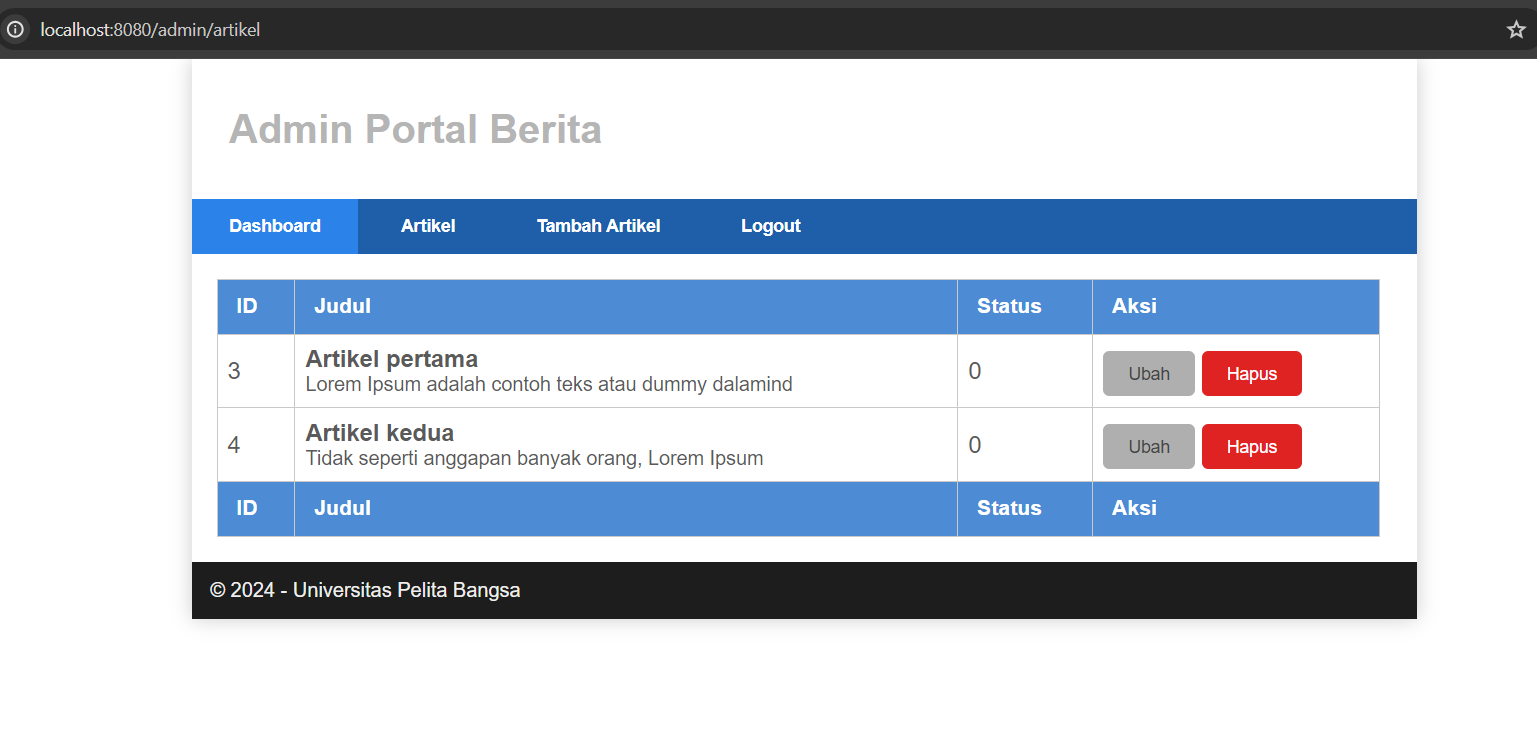 localhost:8080/admin/artikel
Admin Portal Berita
Dashboard Artikel Tambah Artikel Logout
ID Judul Status Aksi
3 Artikel pertama 0 Ubah Hapus
Lorem Ipsum adalah contoh teks atau dummy dalamind
4 Artikel kedua 0 Ubah Hapus
Tidak seperti anggapan banyak orang, Lorem Ipsum
ID Judul Status Aksi
© 2024 - Universitas Pelita Bangsa